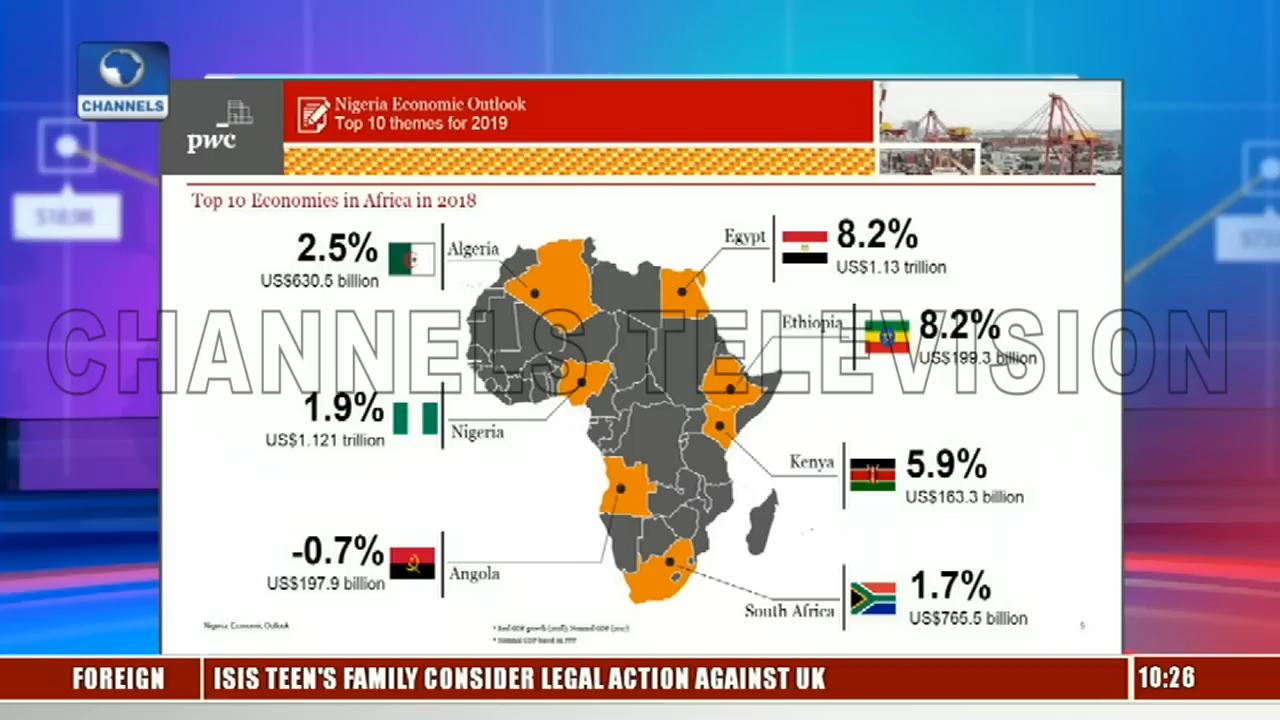 CHANNELS
pwc
Nigeria Economic Outlook
Top 10 themes for 2019
Top 10 Economies in Africa in 2018
2.5%
US$630.5 billion
Algeria
Egypt
8.2%
US$1.13 trillion
Ethiopia
8.2%
US$199.3 billion
CHANNELS TELEVISION
1.9%
US$1.121 trillion
Nigeria
Kenya
5.9%
US$163.3 billion
-0.7%
US$197.9 billion
Angola
South Africa
1.7%
US$765.5 billion
Nigeria Economic Outlook
5
FOREIGN
ISIS TEEN'S FAMILY CONSIDER LEGAL ACTION AGAINST UK
10:26